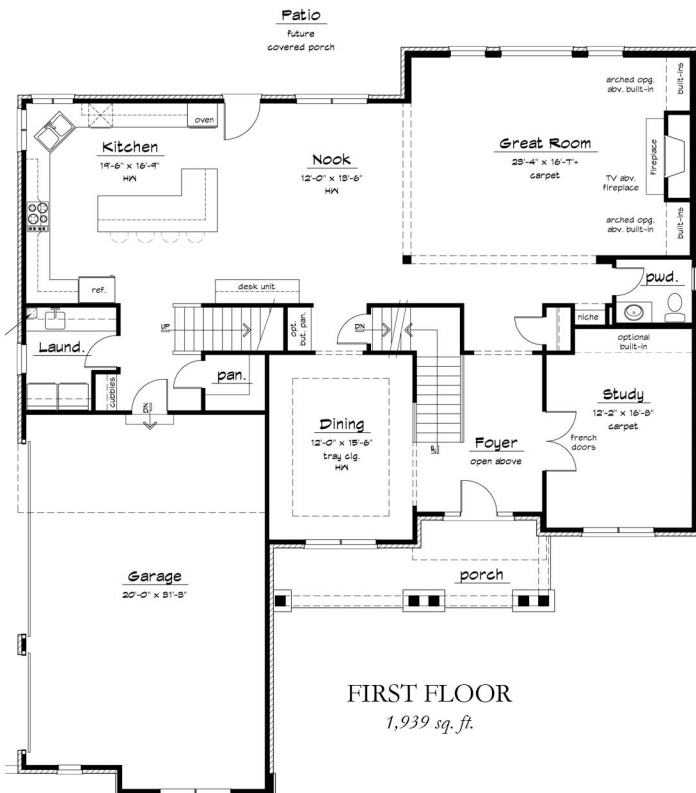 Patio
future
covered porch
arched opg.
abv. built-in
built-ins
oven
Kitchen
19'-6" x 16'-9"
HW
Nook
12'-0" x 13'-6"
HW
Great Room
23'-4" x 16'-7"+
carpet
fireplace
TV abv.
fireplace
arched opg.
abv. built-in
built-ins
ref.
desk unit
pwd.
niche
UP
opt.
but. pan.
DN
Laund.
optional
built-in
pan.
cubbies
DN
Study
12'-2" x 16'-8"
carpet
Dining
12'-0" x 15'-6"
tray clg.
HW
UP
Foyer
open above
french
doors
Garage
20'-0" x 31'-8"
porch
FIRST FLOOR
1,939 sq. ft.